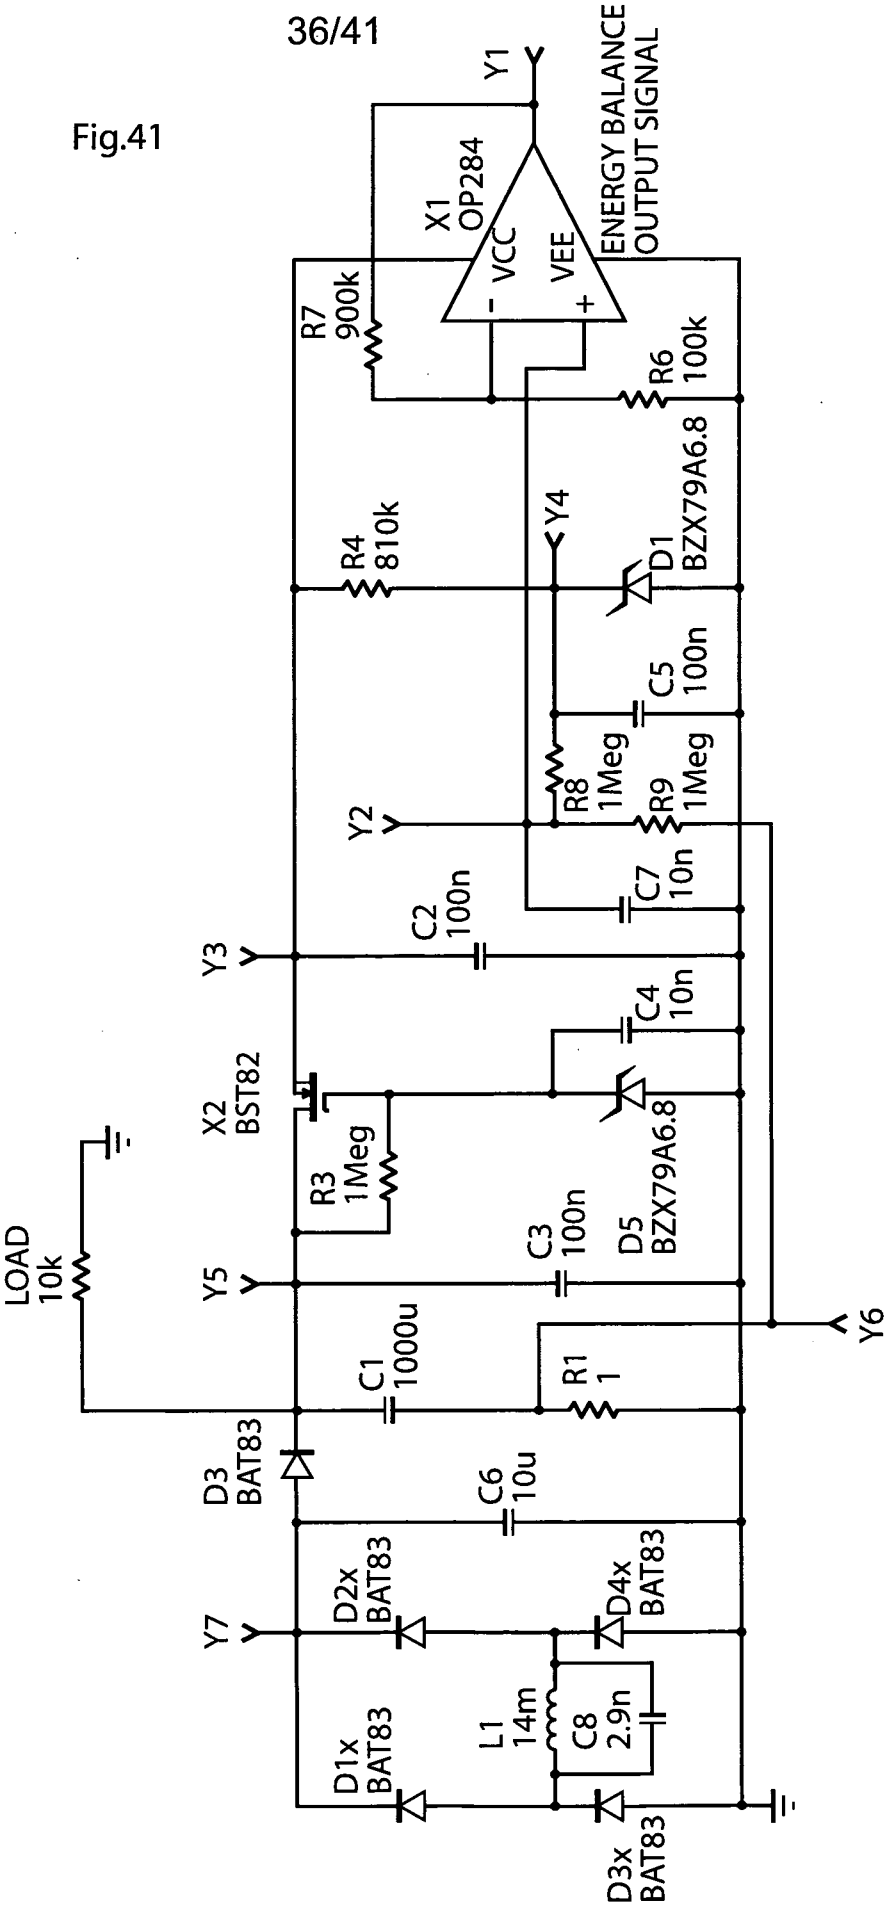 36/41
Fig.41
Y1
X1
OP284
ENERGY BALANCE
OUTPUT SIGNAL
VCC
VEE
-
+
R7
900k
R6
100k
R4
810k
Y4
D1
BZX79A6.8
C5
100n
R8
1Meg
R9
1Meg
Y2
C7
10n
C2
100n
Y3
C4
10n
X2
BST82
R3
1Meg
D5
BZX79A6.8
LOAD
10k
Y5
C3
100n
Y6
C1
1000u
R1
1
D3
BAT83
C6
10u
Y7
D2x
BAT83
D4x
BAT83
L1
14m
C8
2.9n
D1x
BAT83
D3x
BAT83